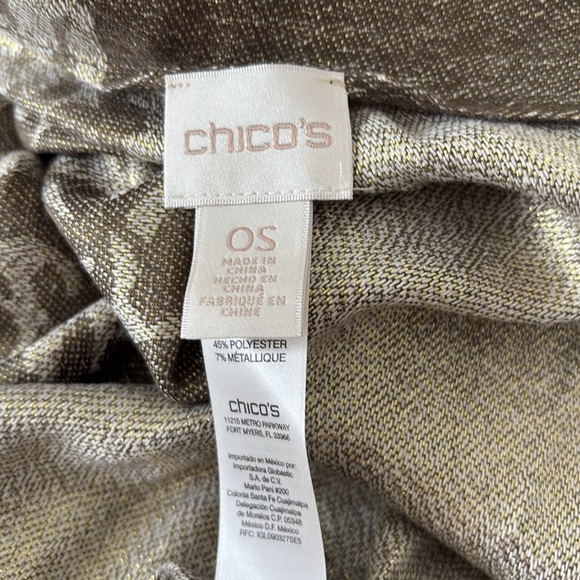 chico's
OS
MADE IN
CHINA
HECHO EN
CHINA
FABRIQUÉ EN
CHINE
45% POLYESTER
7% MÉTALLIQUE
chico's
11215 METRO PARKWAY
FORT MYERS, FL 33966
Importado en México por:
Importadora Globastic
S.A. de C.V.
Mario Pani #200
Colonia Santa Fe Cuajimalpa
Delegación Cuajimalpa
de Morelos C.P. 05348
México D.F. México
RFC: IGL090327SE5